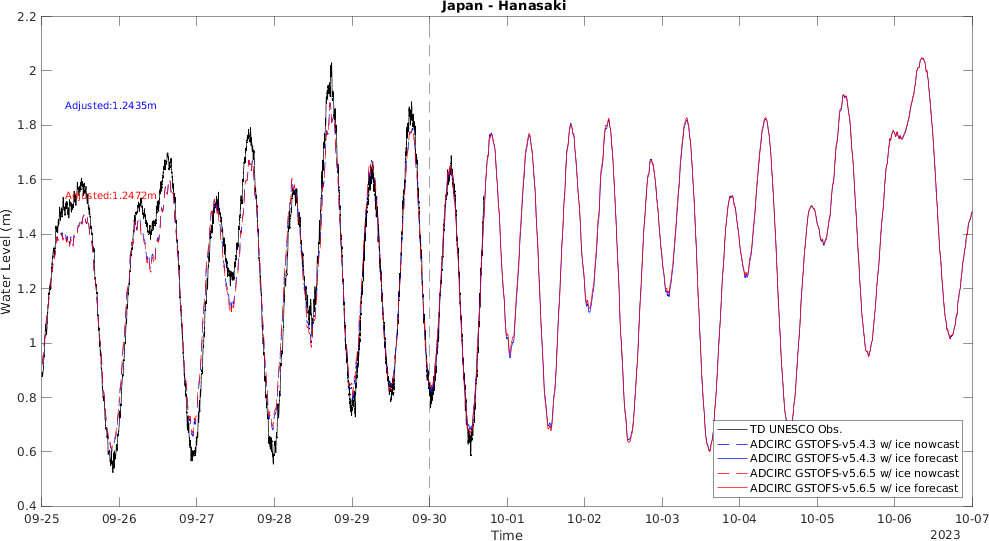 Japan - Hanasaki
2.2
2
1.8
1.6
1.4
1.2
1
0.8
0.6
0.4
Water Level (m)
Adjusted:1.2435m
Adjusted:1.2472m
TD UNESCO Obs.
ADCIRC GSTOFS-v5.4.3 w/ ice nowcast
ADCIRC GSTOFS-v5.4.3 w/ ice forecast
ADCIRC GSTOFS-v5.6.5 w/ ice nowcast
ADCIRC GSTOFS-v5.6.5 w/ ice forecast
09-25 09-26 09-27 09-28 09-29 09-30 10-01 10-02 10-03 10-04 10-05 10-06 10-07
Time
2023